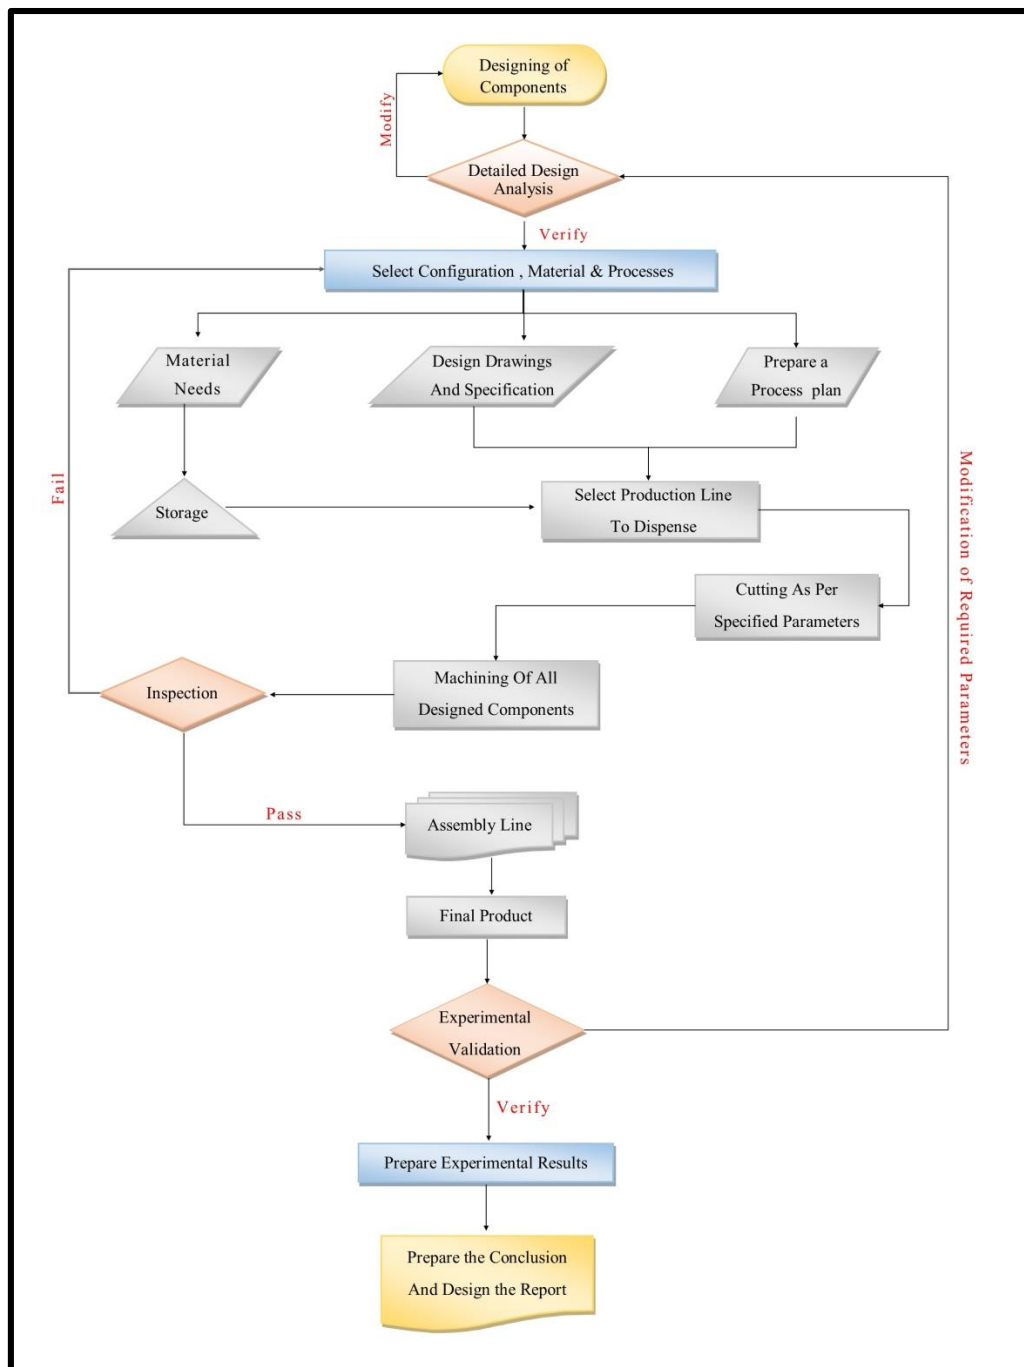 Designing of
Components
Modify
Detailed Design
Analysis
Verify
Select Configuration , Material & Processes
Material
Needs
Design Drawings
And Specification
Prepare a
Process plan
Fail
Storage
Select Production Line
To Dispense
Modification of Required Parameters
Cutting As Per
Specified Parameters
Machining Of All
Designed Components
Inspection
Pass
Assembly Line
Final Product
Experimental
Validation
Verify
Prepare Experimental Results
Prepare the Conclusion
And Design the Report